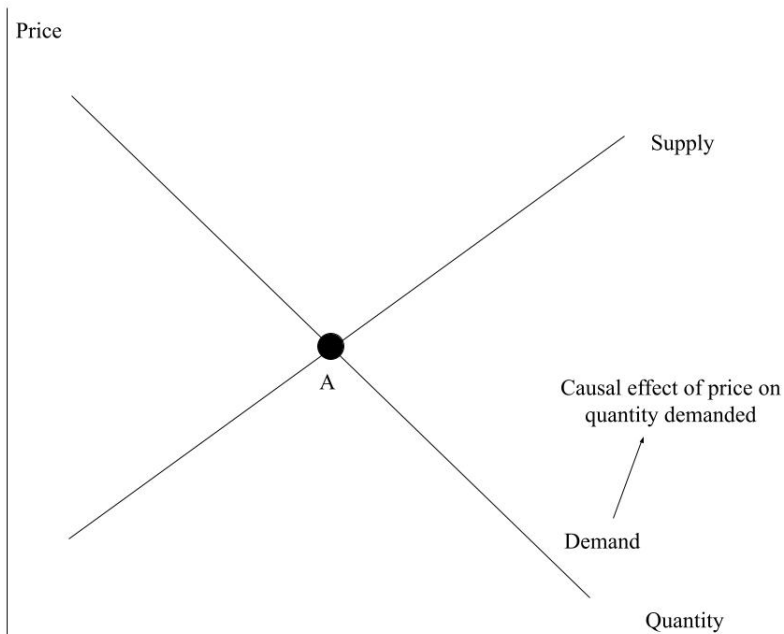 Price
Supply
A
Causal effect of price on
quantity demanded
Demand
Quantity